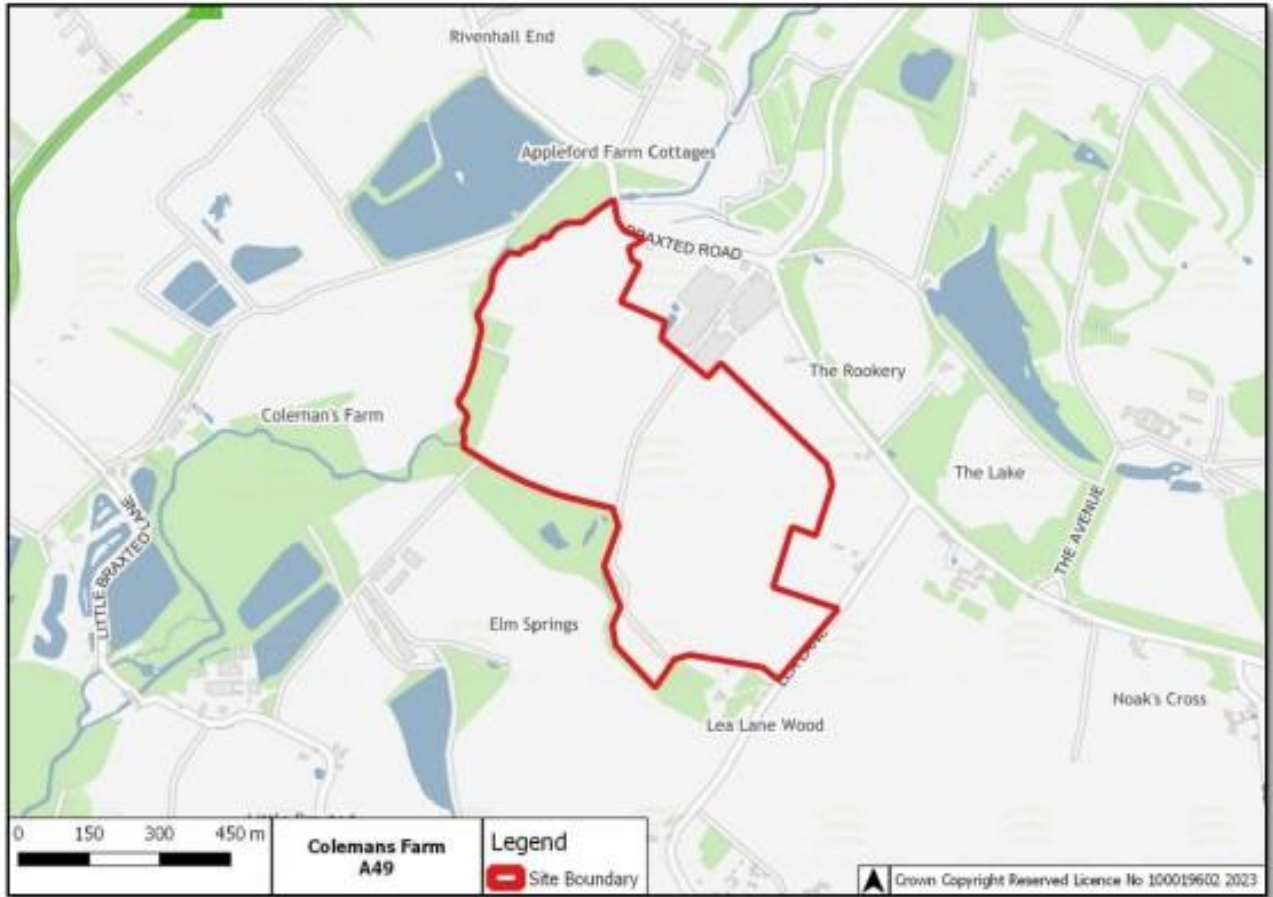 Rivenhall End
Appleford Farm Cottages
BRAXTED ROAD
The Rookery
Coleman's Farm
The Lake
THE AVENUE
LITTLE BRAXTED LANE
Elm Springs
Noak's Cross
Lea Lane Wood
0 150 300 450 m
Colemans Farm
A49
Legend
Site Boundary
Crown Copyright Reserved Licence No 100019602 2023